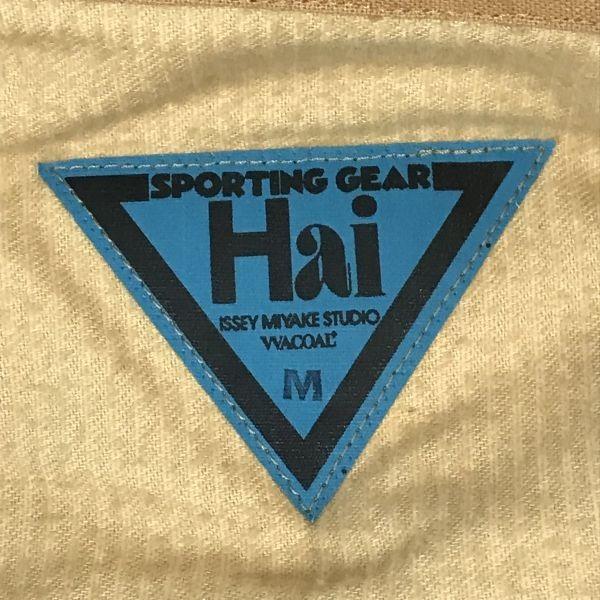 SPORTING GEAR
Hai
ISSEY MIYAKE STUDIO
WACOAL®
M